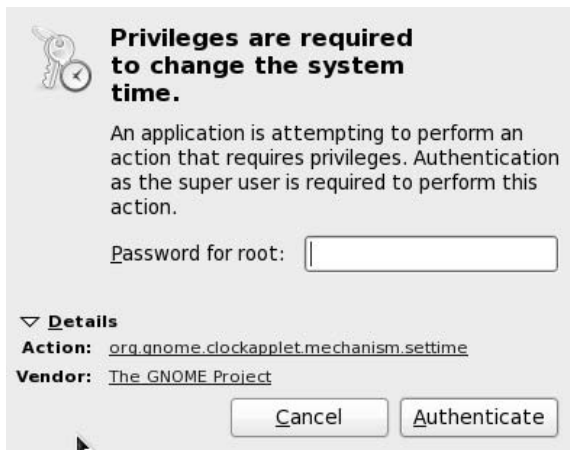 Privileges are required
to change the system
time.
An application is attempting to perform an
action that requires privileges. Authentication
as the super user is required to perform this
action.
Password for root:
Details
Action: org.gnome.clockapplet.mechanism.settime
Vendor: The GNOME Project
Cancel Authenticate